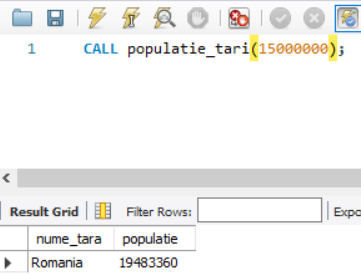 1 CALL populatie_tari(15000000);
Result Grid Filter Rows: Expo
nume_tara populatie
Romania 19483360